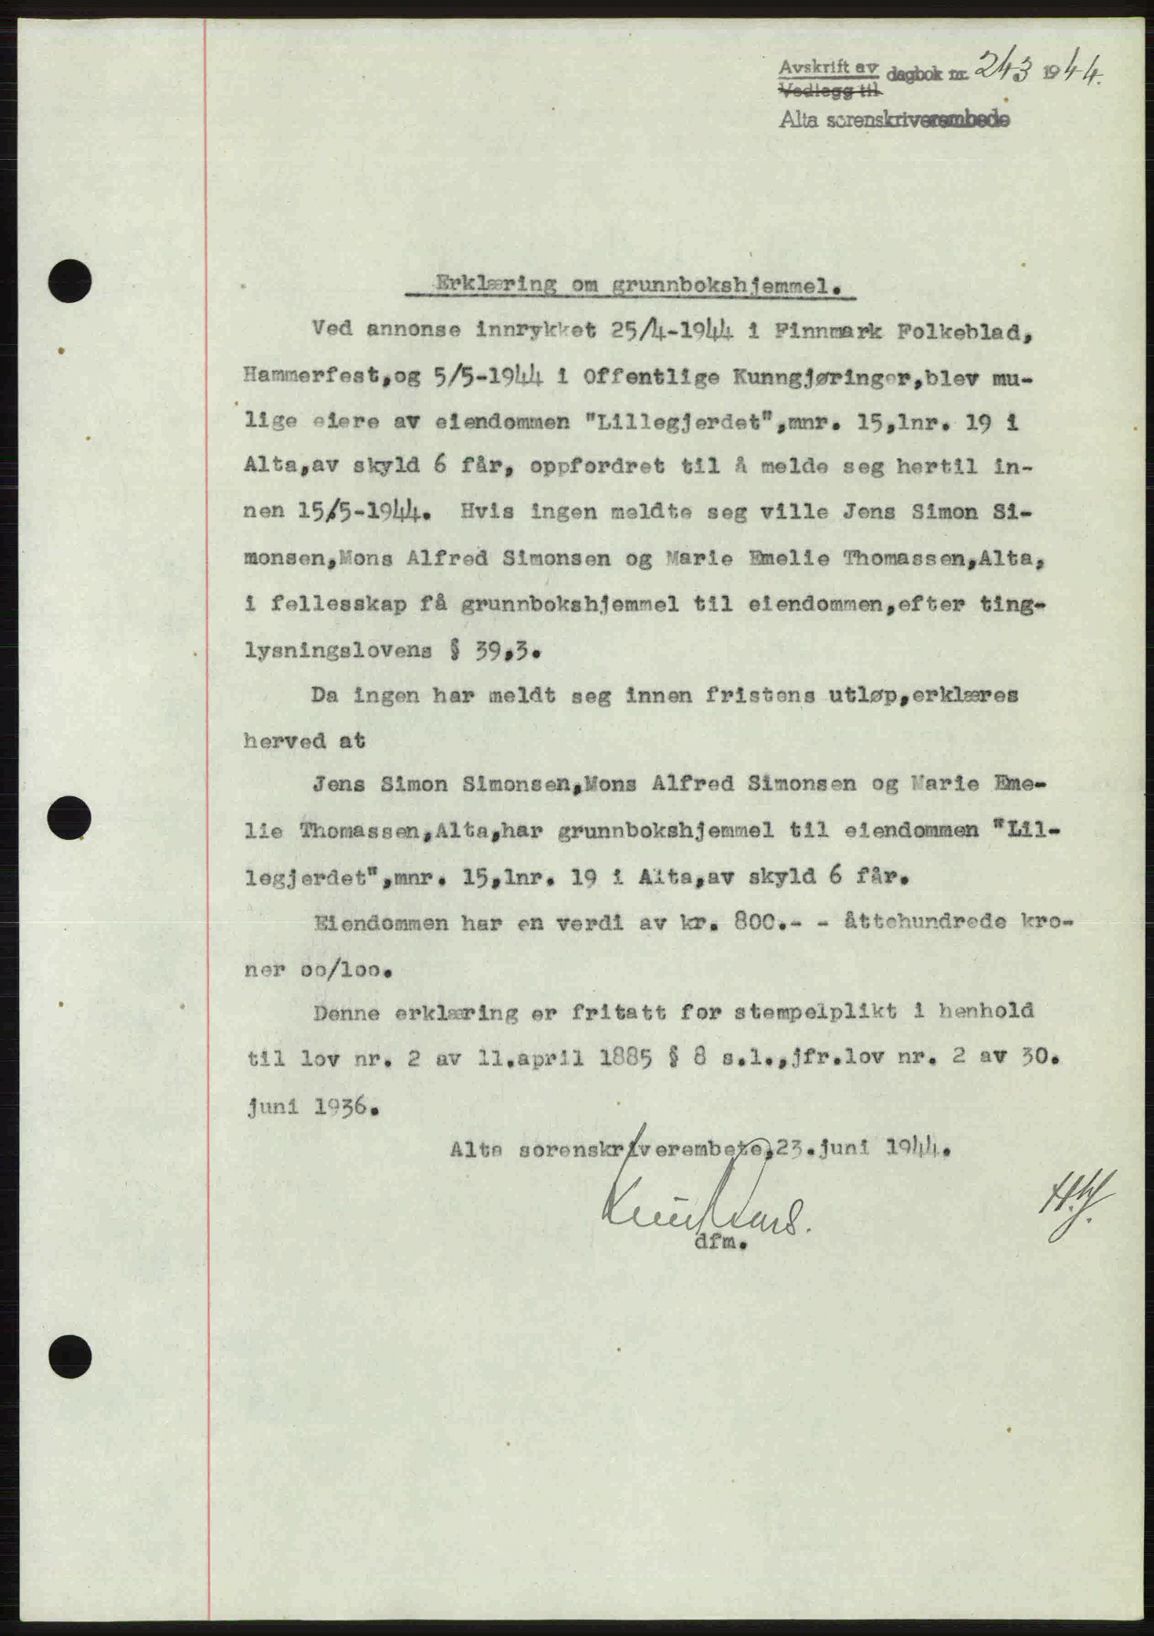 Avskrift av dagbok nr. 243 1944.
Vedlegg til
Alta sorenskriverembede
Erklæring om grunnbokshjemmel.
Ved annonse innrykket 25/4-1944 i Finnmark Folkeblad,
Hammerfest,og 5/5-1944 i Offentlige Kunngjøringer,blev mu-
lige eiere av eiendommen "Lillegjerdet",mnr. 15,lnr. 19 i
Alta,av skyld 6 får, oppfordret til å melde seg hertil in-
nen 15/5-1944. Hvis ingen meldte seg ville Jens Simon Si-
monsen,Mons Alfred Simonsen og Marie Emelie Thomassen,Alta,
i fellesskap få grunnbokshjemmel til eiendommen,efter ting-
lysningslovens § 39,3.
Da ingen har meldt seg innen fristens utløp,erklæres
herved at
Jens Simon Simonsen,Mons Alfred Simonsen og Marie Eme-
lie Thomassen,Alta,har grunnbokshjemmel til eiendommen "Lil-
legjerdet",mnr. 15,lnr. 19 i Alta,av skyld 6 får.
Eiendommen har en verdi av kr. 800.- - åttehundrede kro-
ner oo/loo.
Denne erklæring er fritatt for stempelplikt i henhold
til lov nr. 2 av 11.april 1885 § 8 s.l.,jfr.lov nr. 2 av 30.
juni 1936.
Alta sorenskriverembete,23.juni 1944.
dfm.